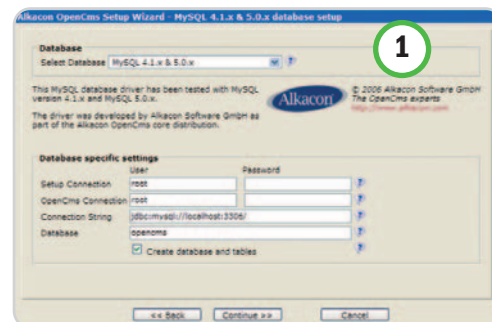 Alkacon OpenCms Setup Wizard - MySQL 4.1.x & 5.0.x database setup
1
Database
Select Database MySQL 4.1.x & 5.0.x
This MySQL database driver has been tested with MySQL
version 4.1.x and MySQL 5.0.x.
The driver was developed by Alkacon Software GmbH as
part of the Alkacon OpenCms core distribution.
Alkacon
© 2006 Alkacon Software GmbH
The OpenCms experts
http://www.alkacon.com
Database specific settings
User Password
Setup Connection root
OpenCms Connection root
Connection String jdbc:mysql://localhost:3306/
Database opencms
Create database and tables
<< Back Continue >> Cancel